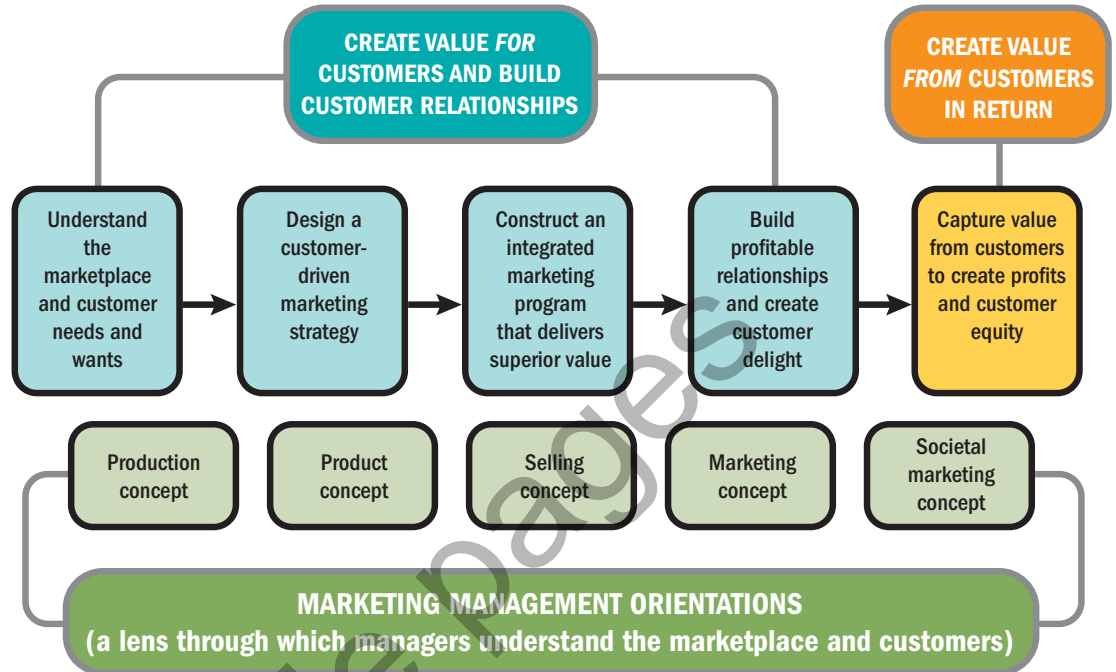 CREATE VALUE FOR
CUSTOMERS AND BUILD
CUSTOMER RELATIONSHIPS
CREATE VALUE
FROM CUSTOMERS
IN RETURN
Understand
the
marketplace
and customer
needs and
wants
Design a
customer-
driven
marketing
strategy
Construct an
integrated
marketing
program
that delivers
superior value
Build
profitable
relationships
and create
customer
delight
Capture value
from customers
to create profits
and customer
equity
Production
concept
Product
concept
Selling
concept
Marketing
concept
Societal
marketing
concept
MARKETING MANAGEMENT ORIENTATIONS
(a lens through which managers understand the marketplace and customers)
pages